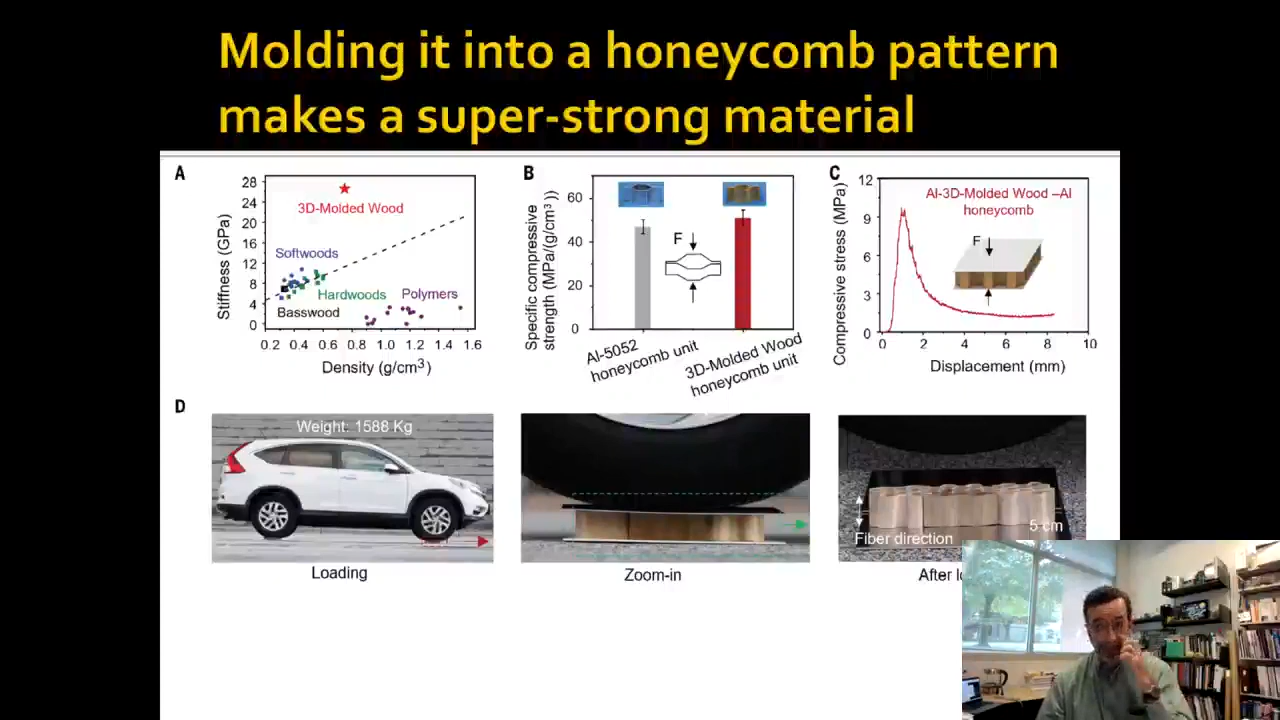 Molding it into a honeycomb pattern
makes a super-strong material
A
Stiffness (GPa)
28
24
20
16
12
8
4
0
3D-Molded Wood
Softwoods
Hardwoods
Polymers
Basswood
0.2 0.4 0.6 0.8 1.0 1.2 1.4 1.6
Density (g/cm³)
B
Specific compressive
strength (MPa/(g/cm³))
60
40
20
0
F
Al-5052
honeycomb unit
3D-Molded Wood
honeycomb unit
C
Compressive stress (MPa)
12
9
6
3
0
Al-3D-Molded Wood –Al
honeycomb
F
0 2 4 6 8 10
Displacement (mm)
D
Weight: 1588 Kg
Loading
Zoom-in
5 cm
Fiber direction
After